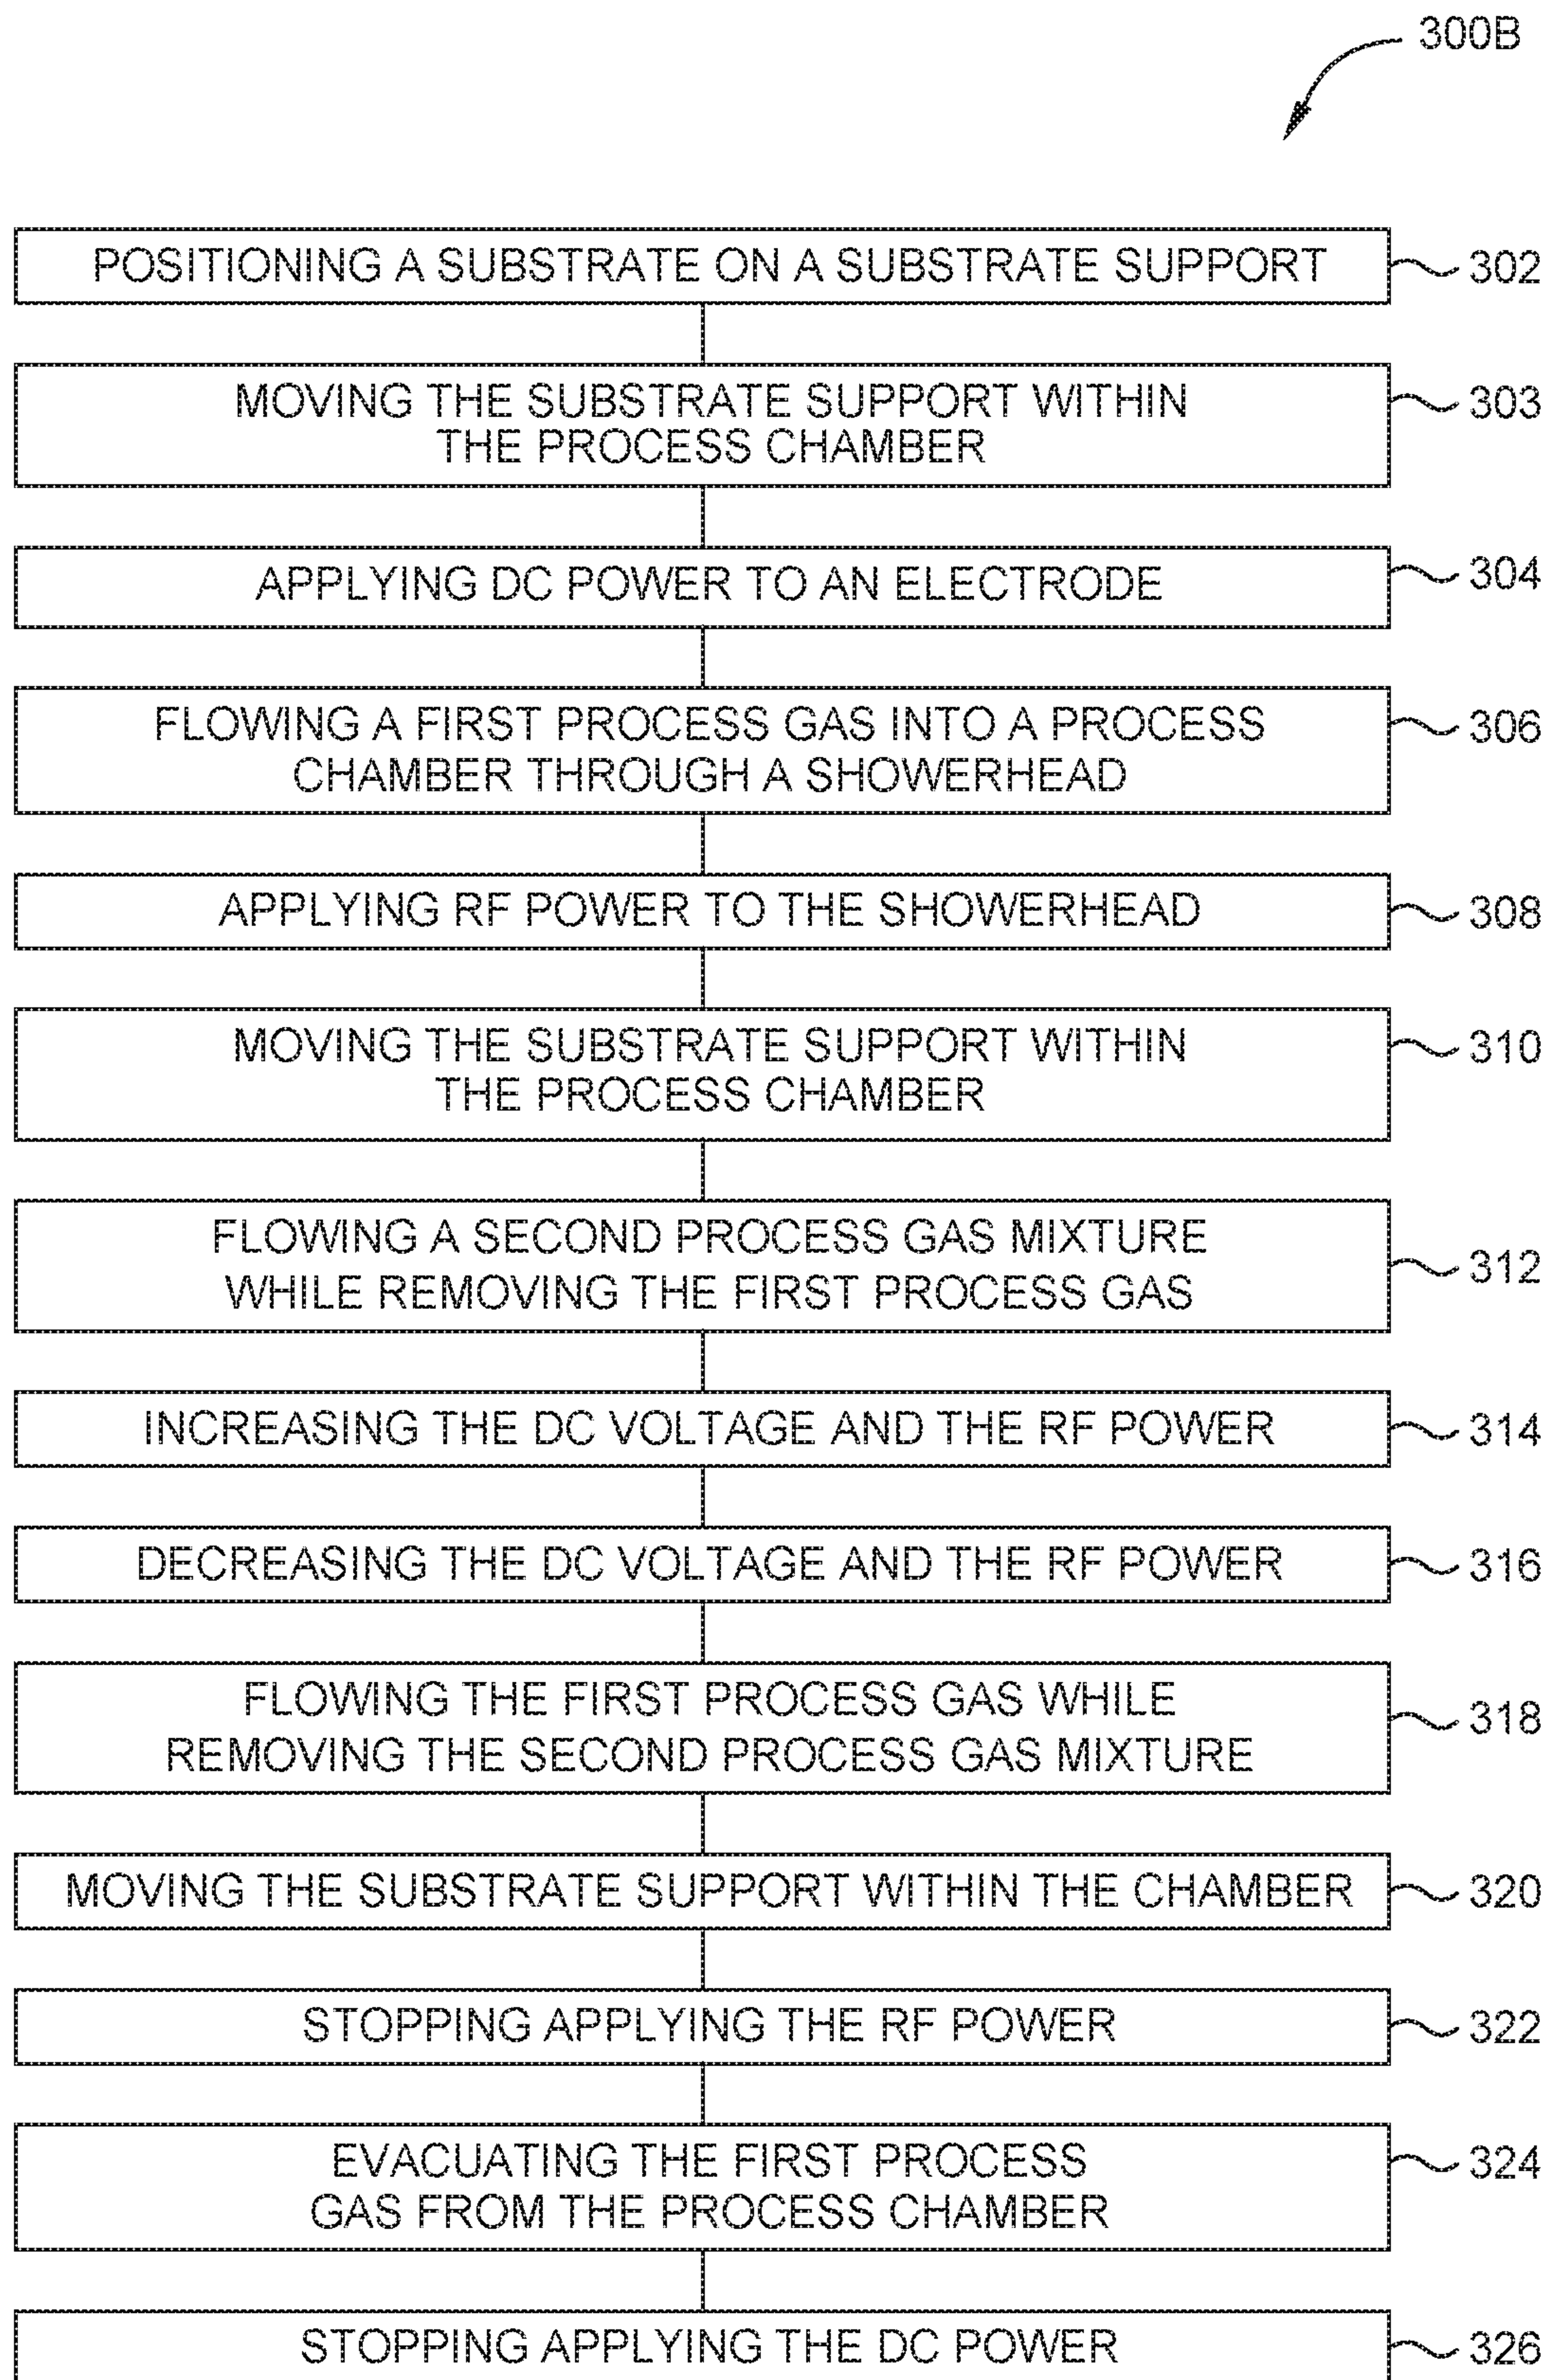 300B
POSITIONING A SUBSTRATE ON A SUBSTRATE SUPPORT
302
MOVING THE SUBSTRATE SUPPORT WITHIN
THE PROCESS CHAMBER
303
APPLYING DC POWER TO AN ELECTRODE
304
FLOWING A FIRST PROCESS GAS INTO A PROCESS
CHAMBER THROUGH A SHOWERHEAD
306
APPLYING RF POWER TO THE SHOWERHEAD
308
MOVING THE SUBSTRATE SUPPORT WITHIN
THE PROCESS CHAMBER
310
FLOWING A SECOND PROCESS GAS MIXTURE
WHILE REMOVING THE FIRST PROCESS GAS
312
INCREASING THE DC VOLTAGE AND THE RF POWER
314
DECREASING THE DC VOLTAGE AND THE RF POWER
316
FLOWING THE FIRST PROCESS GAS WHILE
REMOVING THE SECOND PROCESS GAS MIXTURE
318
MOVING THE SUBSTRATE SUPPORT WITHIN THE CHAMBER
320
STOPPING APPLYING THE RF POWER
322
EVACUATING THE FIRST PROCESS
GAS FROM THE PROCESS CHAMBER
324
STOPPING APPLYING THE DC POWER
326